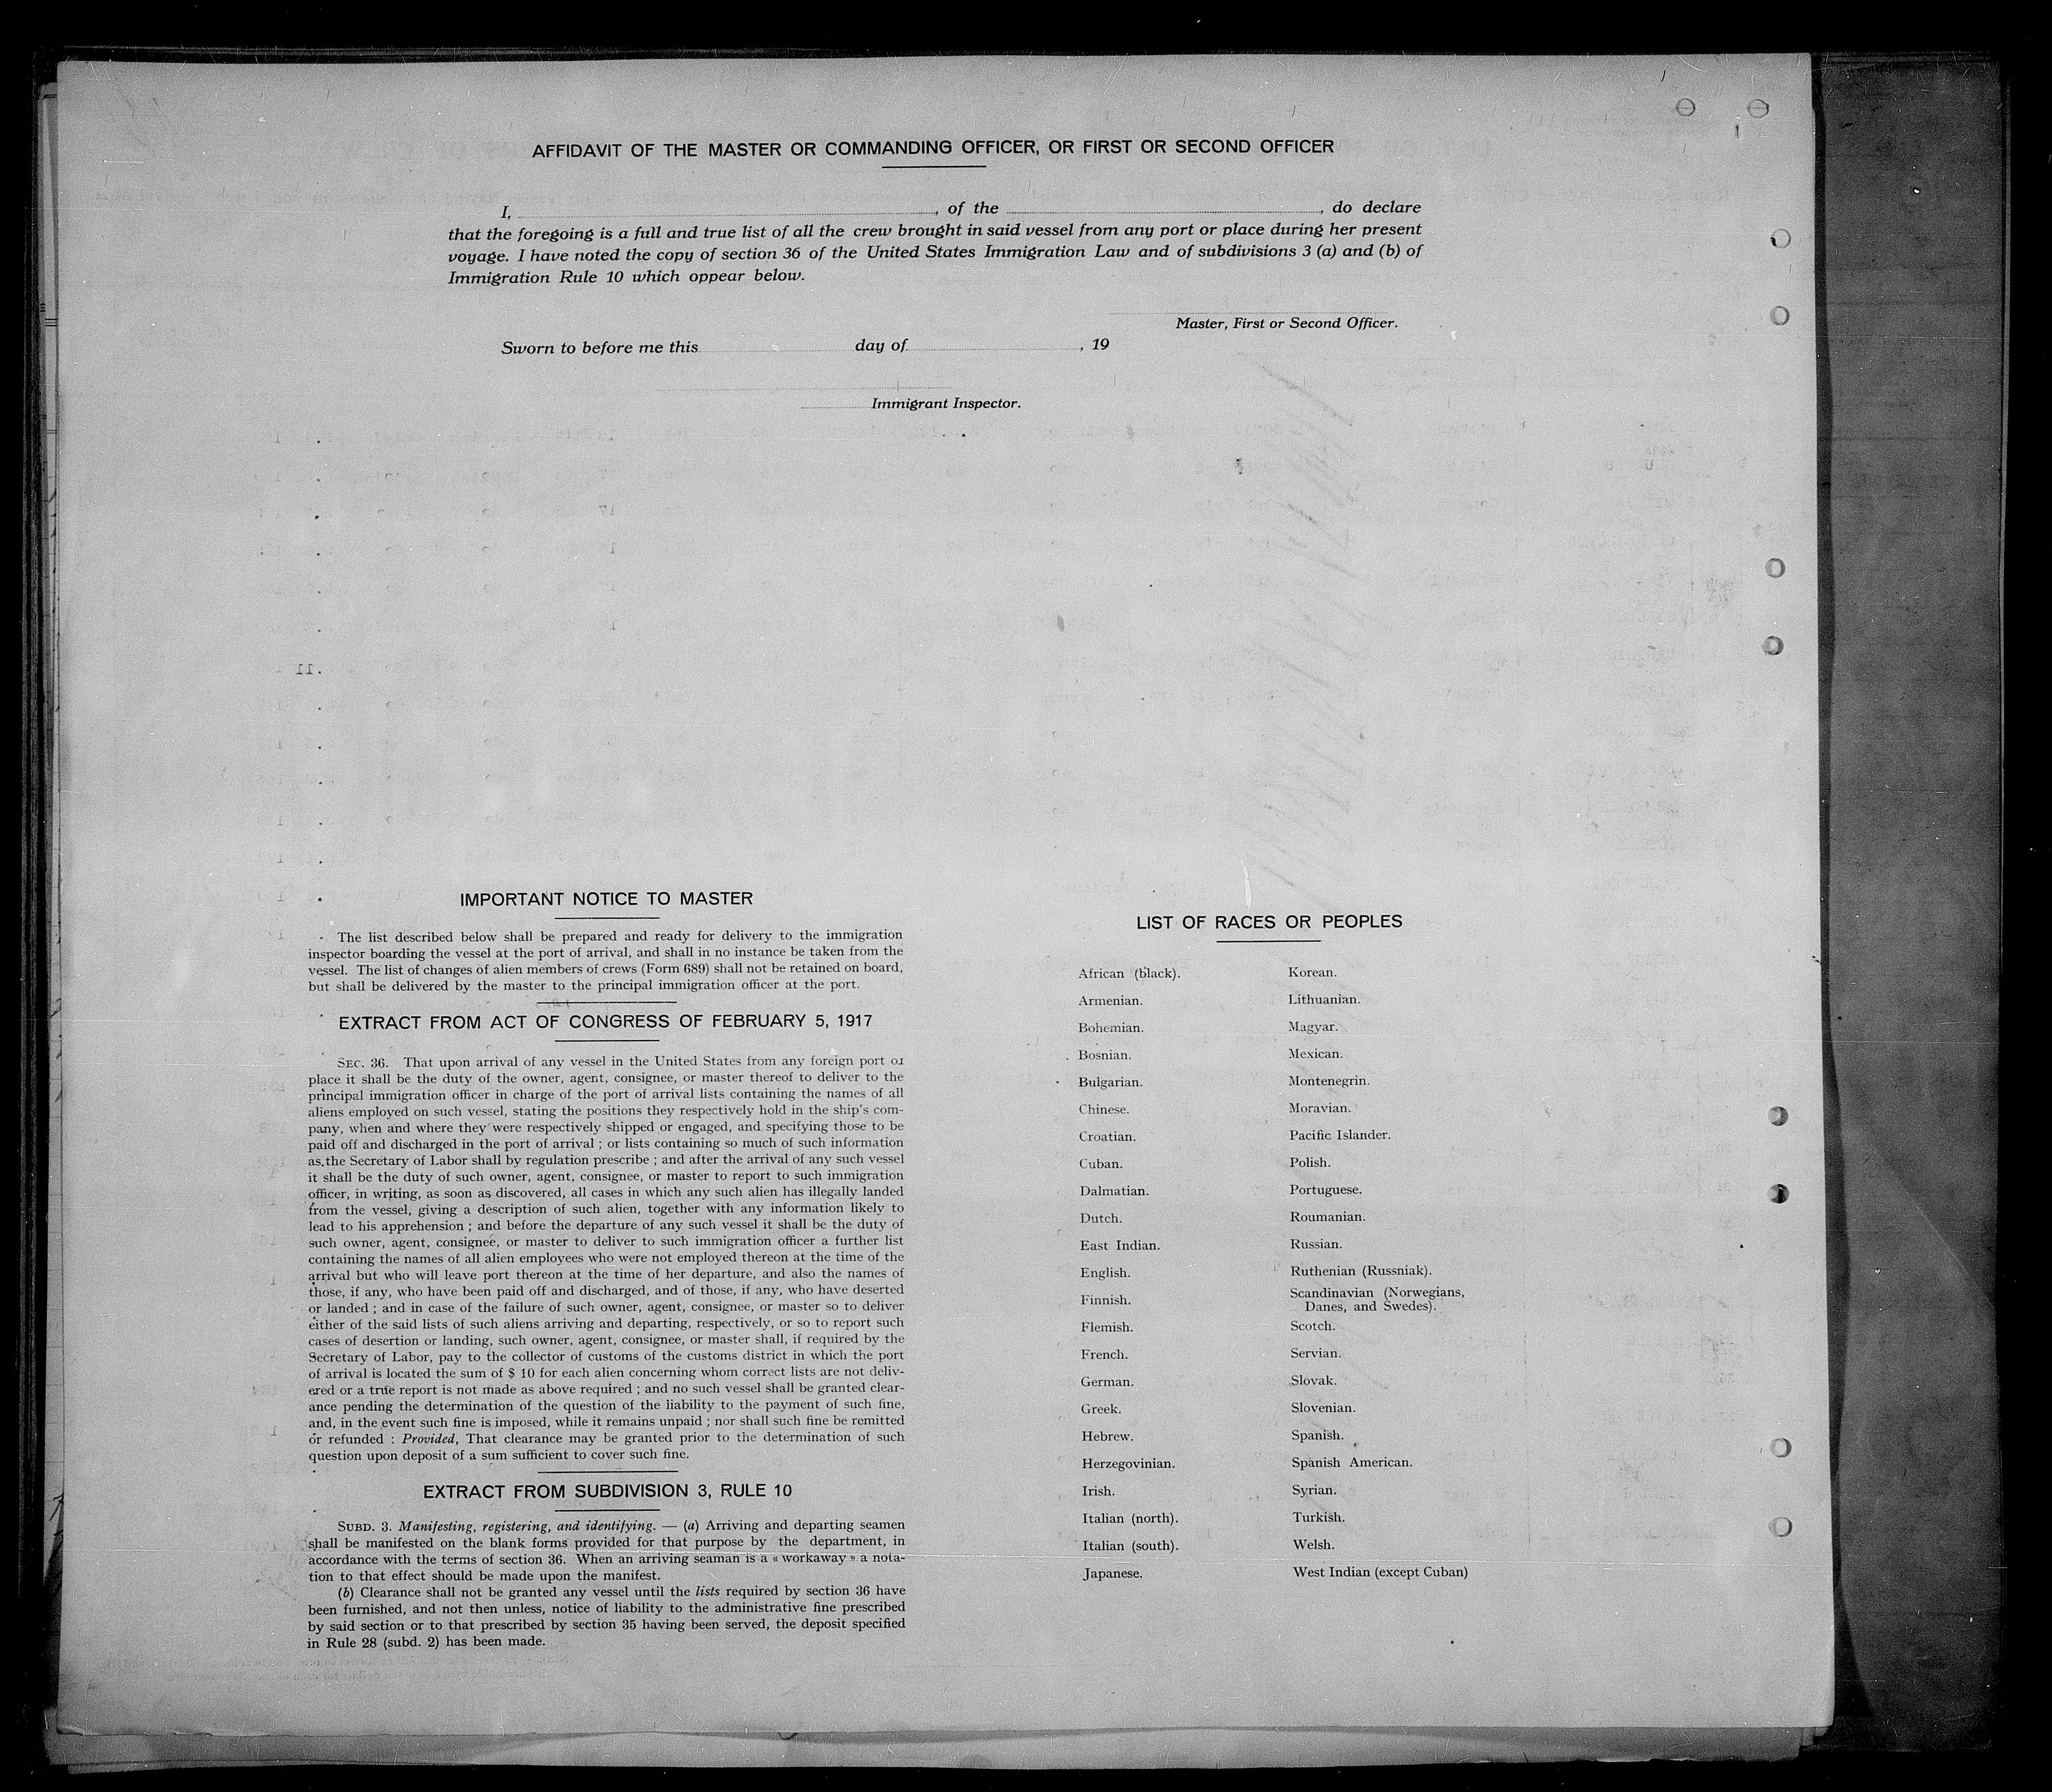 AFFIDAVIT OF THE MASTER OR COMMANDING OFFICER, OR FIRST OR SECOND OFFICER
I, , of the , do declare
that the foregoing is a full and true list of all the crew brought in said vessel from any port or place during her present
voyage. I have noted the copy of section 36 of the United States Immigration Law and of subdivisions 3 (a) and (b) of
Immigration Rule 10 which oppear below.
Master, First or Second Officer.
Sworn to before me this day of , 19
Immigrant Inspector.
IMPORTANT NOTICE TO MASTER
The list described below shall be prepared and ready for delivery to the immigration
inspector boarding the vessel at the port of arrival, and shall in no instance be taken from the
vessel. The list of changes of alien members of crews (Form 689) shall not be retained on board,
but shall be delivered by the master to the principal immigration officer at the port.
EXTRACT FROM ACT OF CONGRESS OF FEBRUARY 5, 1917
SEC. 36. That upon arrival of any vessel in the United States from any foreign port or
place it shall be the duty of the owner, agent, consignee, or master thereof to deliver to the
principal immigration officer in charge of the port of arrival lists containing the names of all
aliens employed on such vessel, stating the positions they respectively hold in the ship's com-
pany, when and where they were respectively shipped or engaged, and specifying those to be
paid off and discharged in the port of arrival ; or lists containing so much of such information
as the Secretary of Labor shall by regulation prescribe ; and after the arrival of any such vessel
it shall be the duty of such owner, agent, consignee, or master to report to such immigration
officer, in writing, as soon as discovered, all cases in which any such alien has illegally landed
from the vessel, giving a description of such alien, together with any information likely to
lead to his apprehension ; and before the departure of any such vessel it shall be the duty of
such owner, agent, consignee, or master to deliver to such immigration officer a further list
containing the names of all alien employees who were not employed thereon at the time of the
arrival but who will leave port thereon at the time of her departure, and also the names of
those, if any, who have been paid off and discharged, and of those, if any, who have deserted
or landed ; and in case of the failure of such owner, agent, consignee, or master so to deliver
either of the said lists of such aliens arriving and departing, respectively, or so to report such
cases of desertion or landing, such owner, agent, consignee, or master shall, if required by the
Secretary of Labor, pay to the collector of customs of the customs district in which the port
of arrival is located the sum of $ 10 for each alien concerning whom correct lists are not deliv-
ered or a true report is not made as above required ; and no such vessel shall be granted clear-
ance pending the determination of the question of the liability to the payment of such fine,
and, in the event such fine is imposed, while it remains unpaid ; nor shall such fine be remitted
or refunded : Provided, That clearance may be granted prior to the determination of such
question upon deposit of a sum sufficient to cover such fine.
EXTRACT FROM SUBDIVISION 3, RULE 10
SUBD. 3. Manifesting, registering, and identifying. — (a) Arriving and departing seamen
shall be manifested on the blank forms provided for that purpose by the department, in
accordance with the terms of section 36. When an arriving seaman is a « workaway » a nota-
tion to that effect should be made upon the manifest.
(b) Clearance shall not be granted any vessel until the lists required by section 36 have
been furnished, and not then unless, notice of liability to the administrative fine prescribed
by said section or to that prescribed by section 35 having been served, the deposit specified
in Rule 28 (subd. 2) has been made.
LIST OF RACES OR PEOPLES
African (black).
Armenian.
Bohemian.
Bosnian.
Bulgarian.
Chinese.
Croatian.
Cuban.
Dalmatian.
Dutch.
East Indian.
English.
Finnish.
Flemish.
French.
German.
Greek.
Hebrew.
Herzegovinian.
Irish.
Italian (north).
Italian (south).
Japanese.
Korean.
Lithuanian.
Magyar.
Mexican.
Montenegrin.
Moravian.
Pacific Islander.
Polish.
Portuguese.
Roumanian.
Russian.
Ruthenian (Russniak).
Scandinavian (Norwegians,
Danes, and Swedes).
Scotch.
Servian.
Slovak.
Slovenian.
Spanish.
Spanish American.
Syrian.
Turkish.
Welsh.
West Indian (except Cuban)